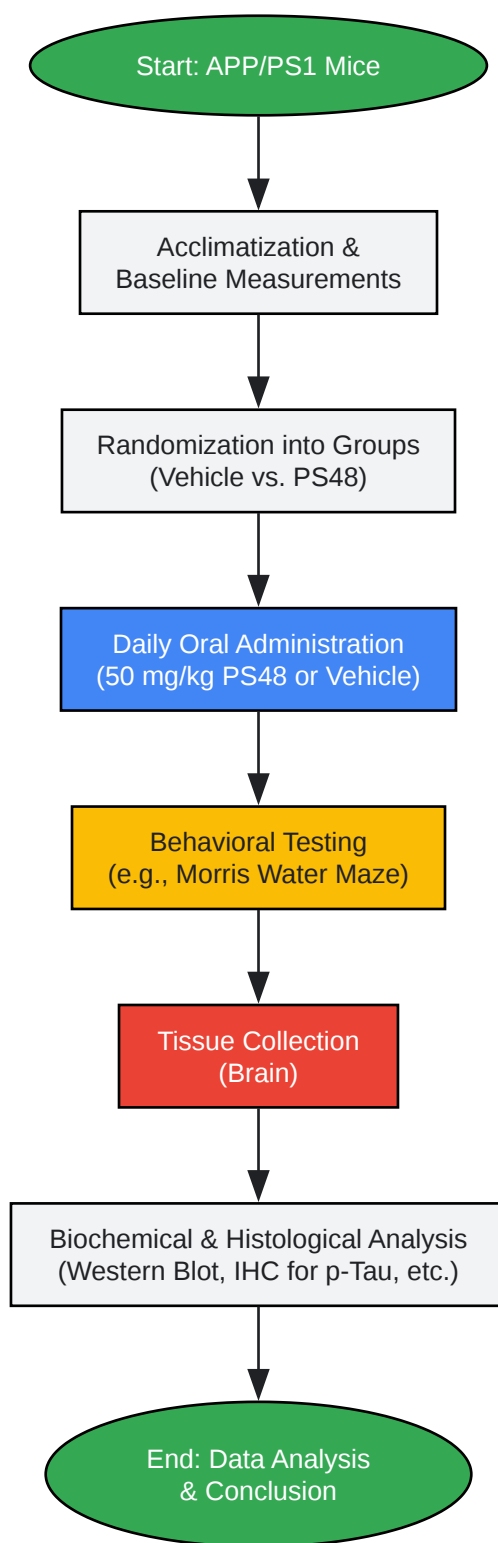 Start: APP/PS1 Mice
Acclimatization &
Baseline Measurements
Randomization into Groups
(Vehicle vs. PS48)
Daily Oral Administration
(50 mg/kg PS48 or Vehicle)
Behavioral Testing
(e.g., Morris Water Maze)
Tissue Collection
(Brain)
Biochemical & Histological Analysis
(Western Blot, IHC for p-Tau, etc.)
End: Data Analysis
& Conclusion